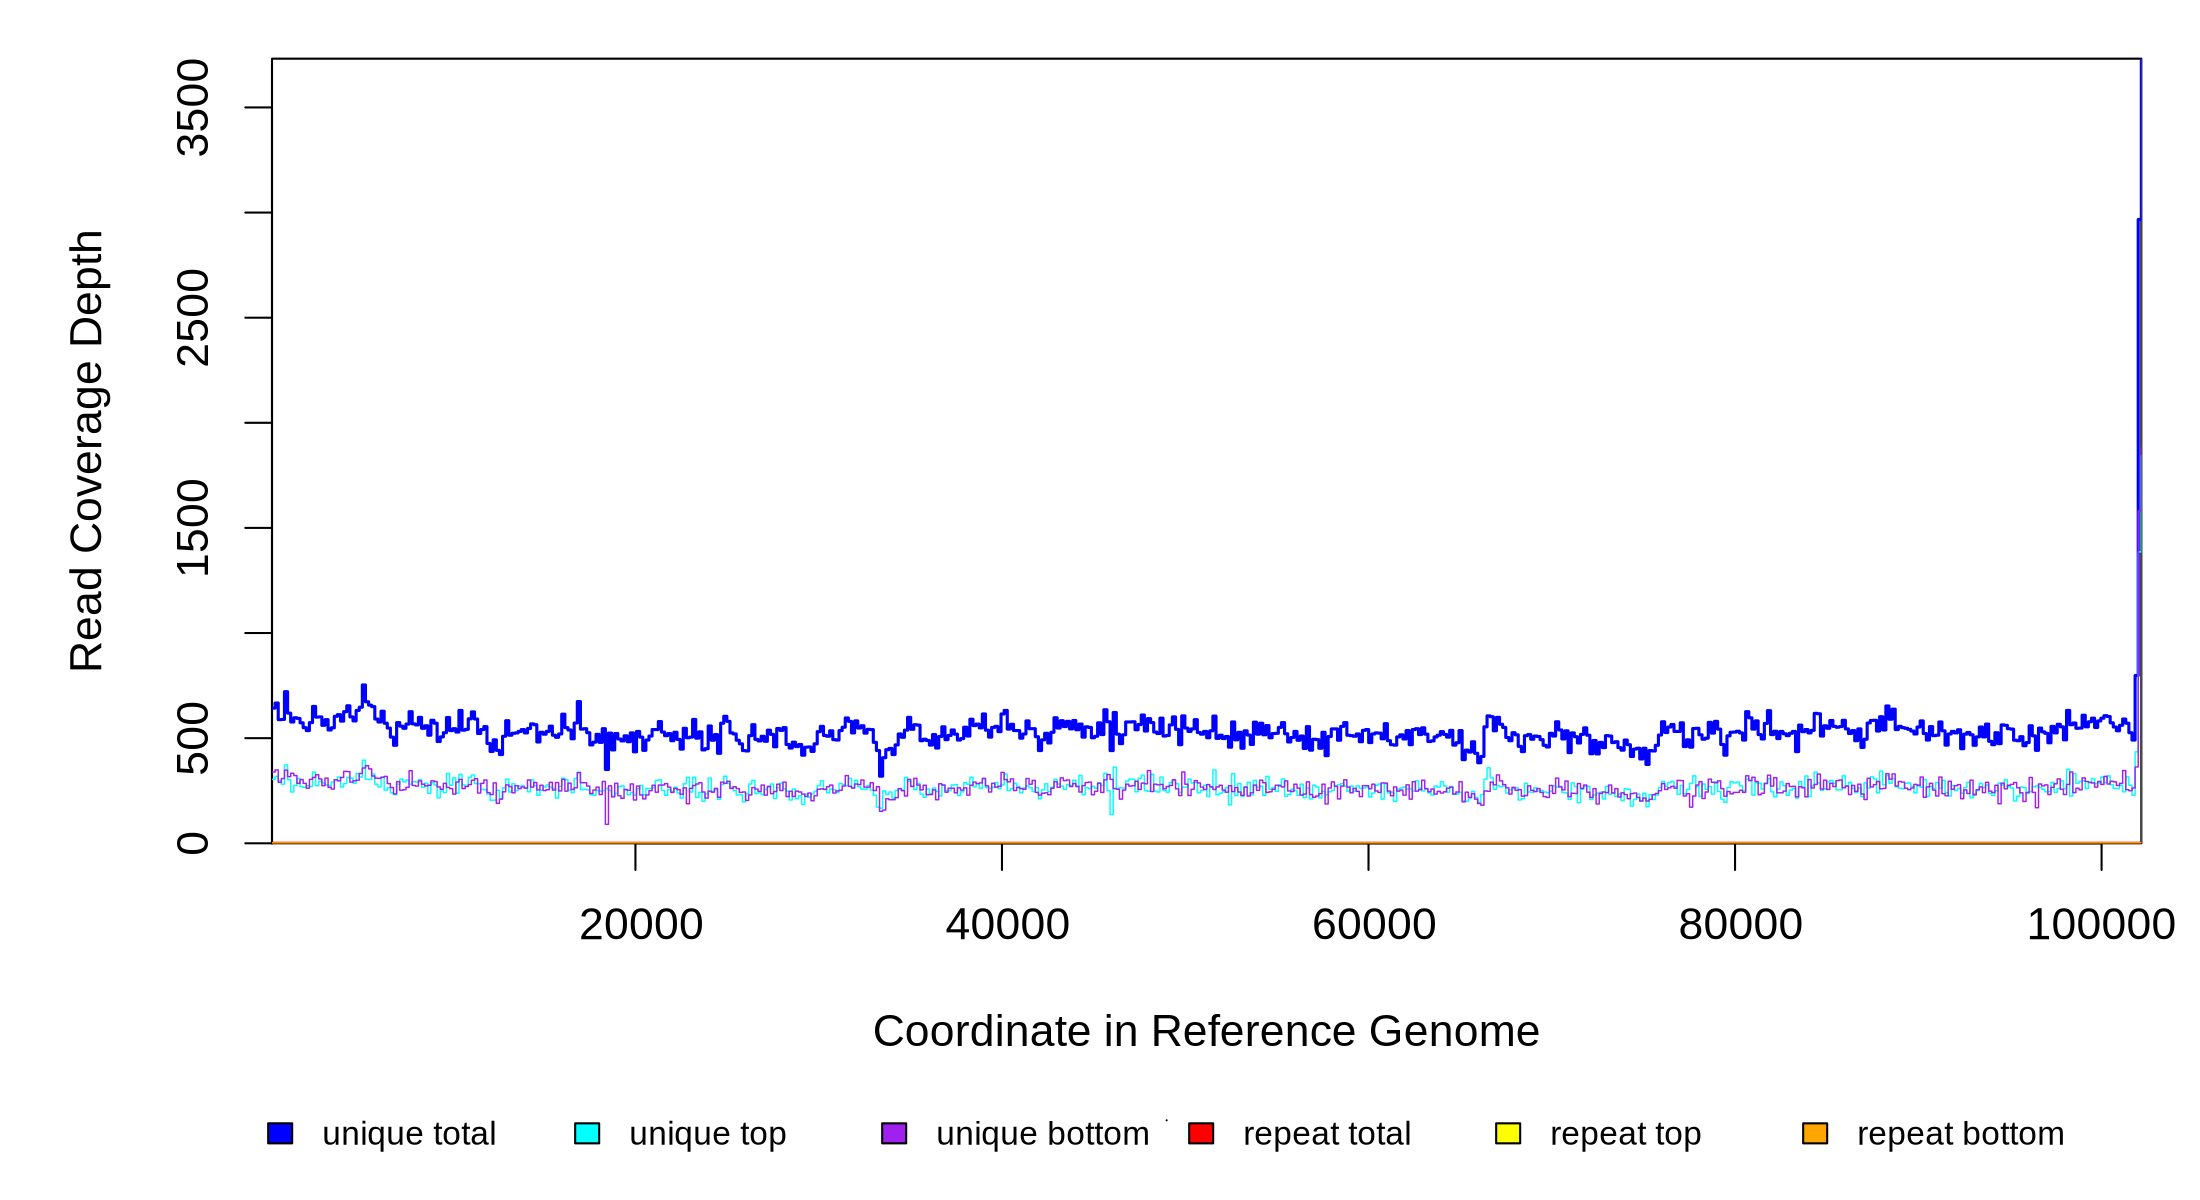 Read Coverage Depth
3500
2500
1500
500
0
20000 40000 60000 80000 100000
Coordinate in Reference Genome
unique total unique top unique bottom repeat total repeat top repeat bottom